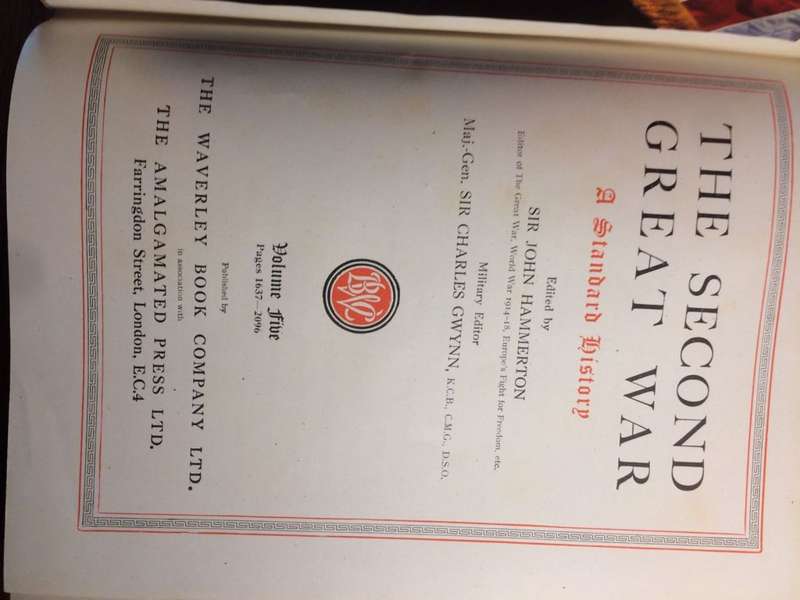 THE SECOND
GREAT WAR
A Standard History
Edited by
SIR JOHN HAMMERTON
Editor of The Great War, World War 1914-18, Europe's Fight for Freedom, etc.
Military Editor
Maj.-Gen. SIR CHARLES GWYNN, K.C.B., C.M.G., D.S.O.
BWC
Volume Five
Pages 1637—2096
Published by
THE WAVERLEY BOOK COMPANY LTD.
in association with
THE AMALGAMATED PRESS LTD.
Farringdon Street, London, E.C.4